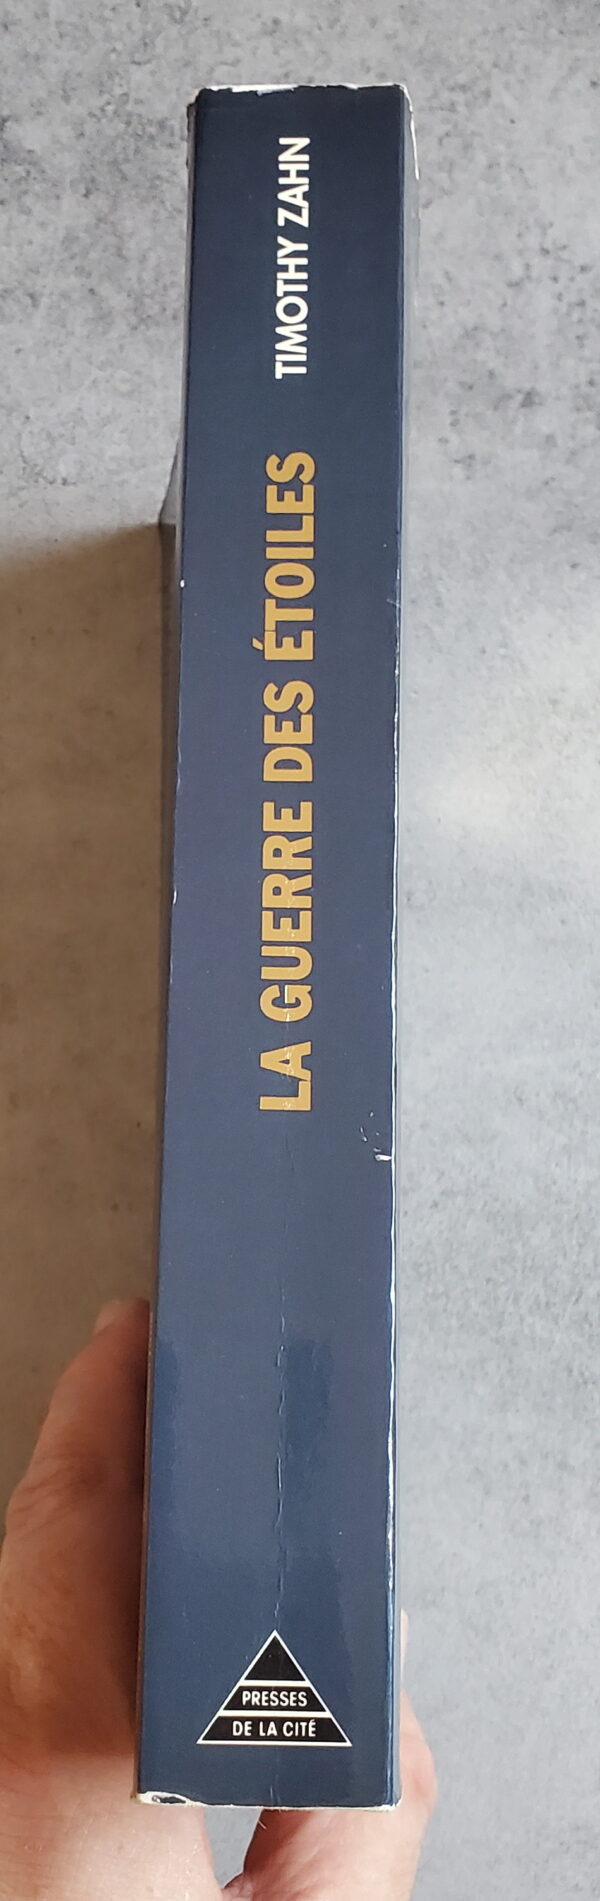 TIMOTHY ZAHN
LA GUERRE DES ÉTOILES
PRESSES
DE LA CITÉ